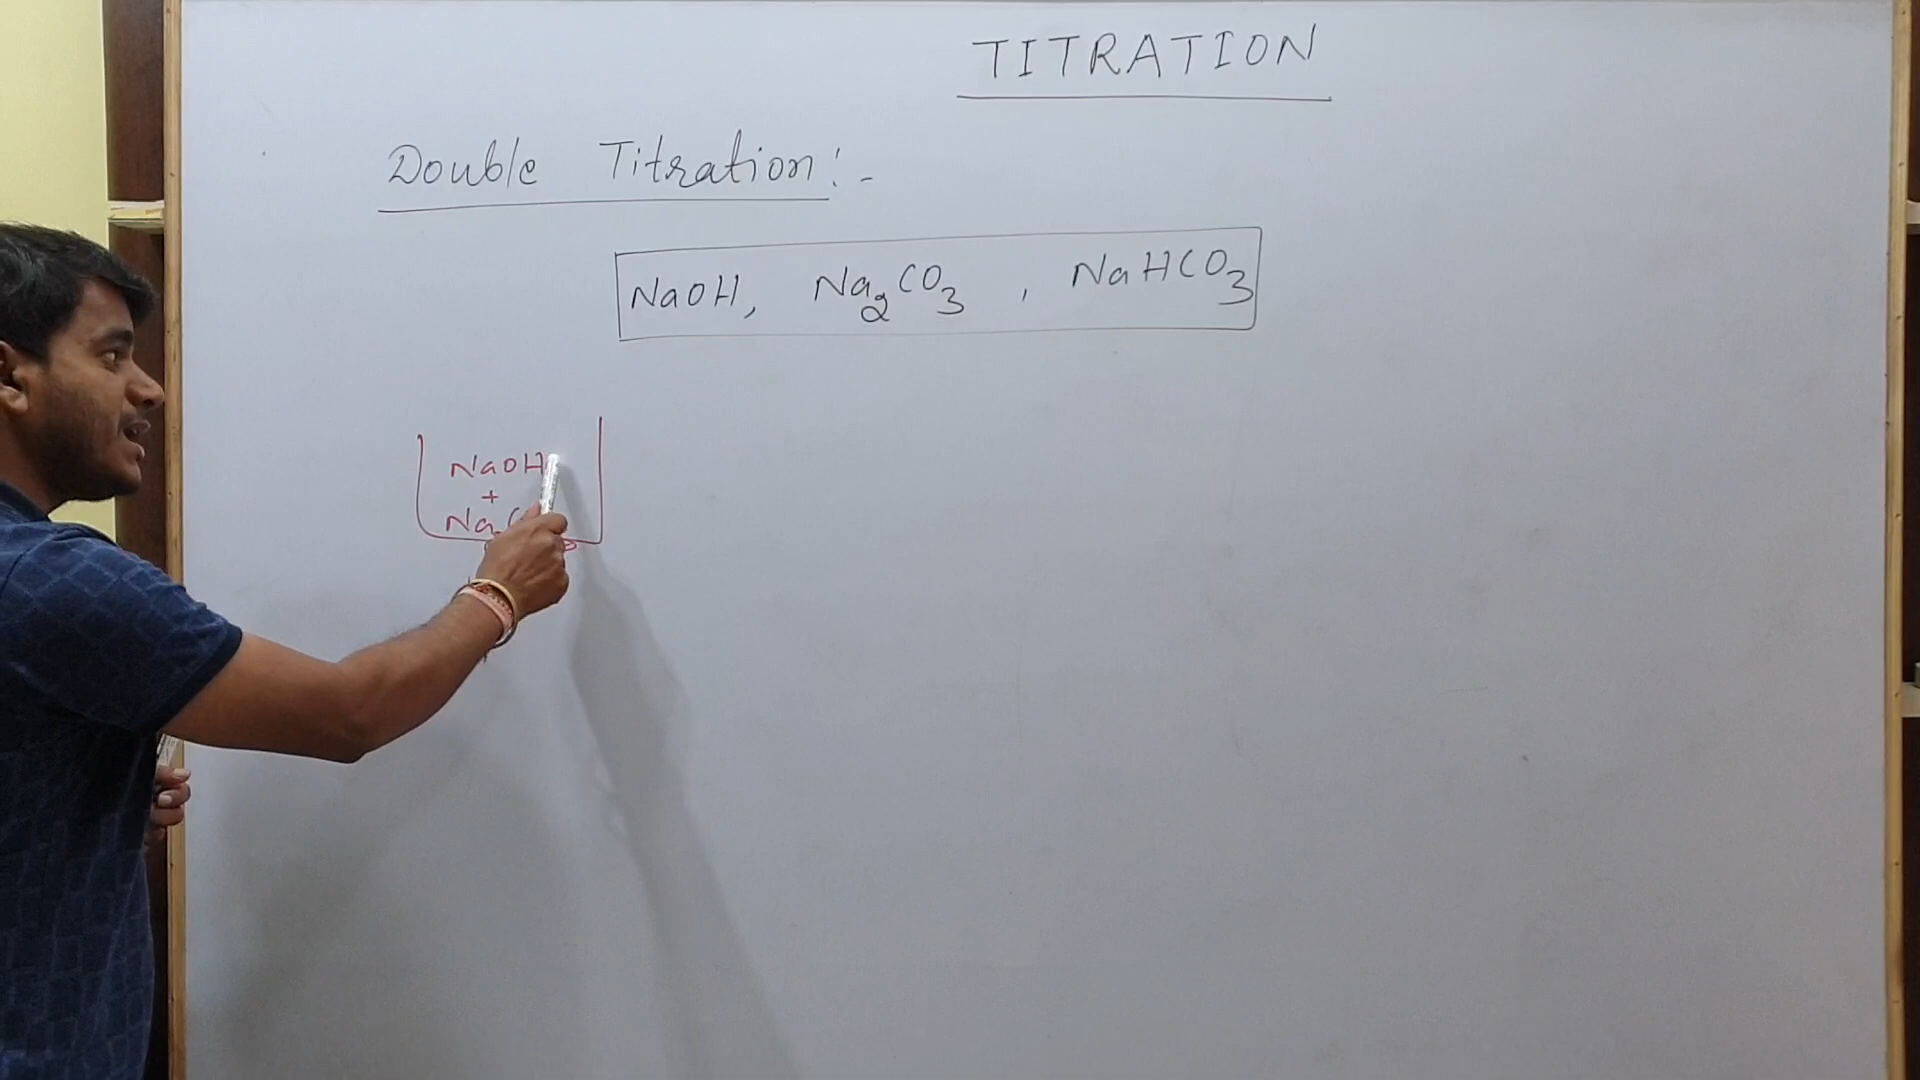 TITRATION
Double Titration:-
NaOH, Na₂CO₃, NaHCO₃
NaOH
+